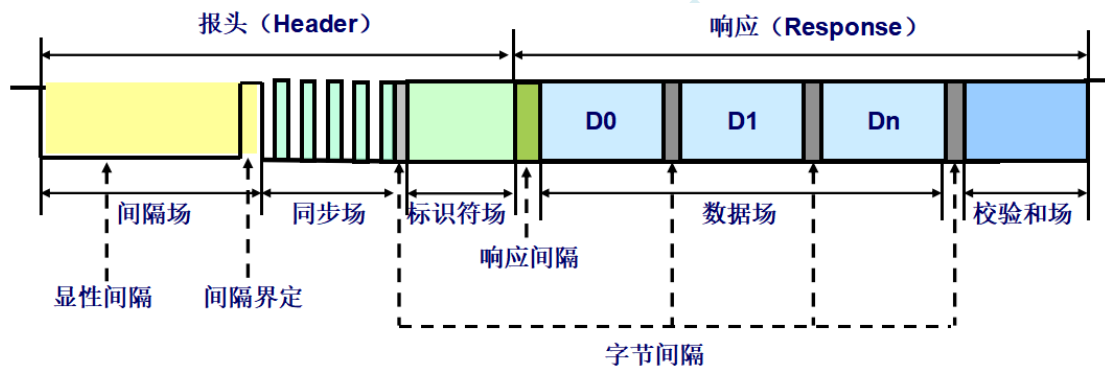 报头（Header）
响应（Response）
D0
D1
Dn
间隔场
同步场
标识符场
数据场
校验和场
响应间隔
显性间隔
间隔界定
字节间隔